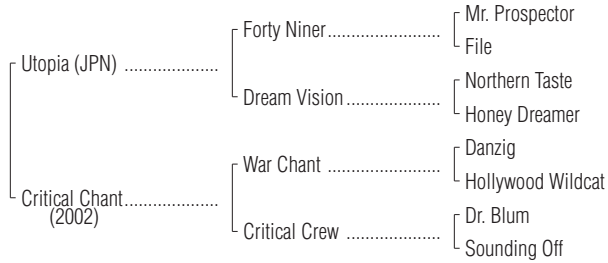 Mr. Prospector
Forty Niner..............................
File
Utopia (JPN) .....................
Northern Taste
Dream Vision.........................
Honey Dreamer
Danzig
War Chant .........................
Hollywood Wildcat
Critical Chant.....................
(2002)
Dr. Blum
Critical Crew .....................
Sounding Off